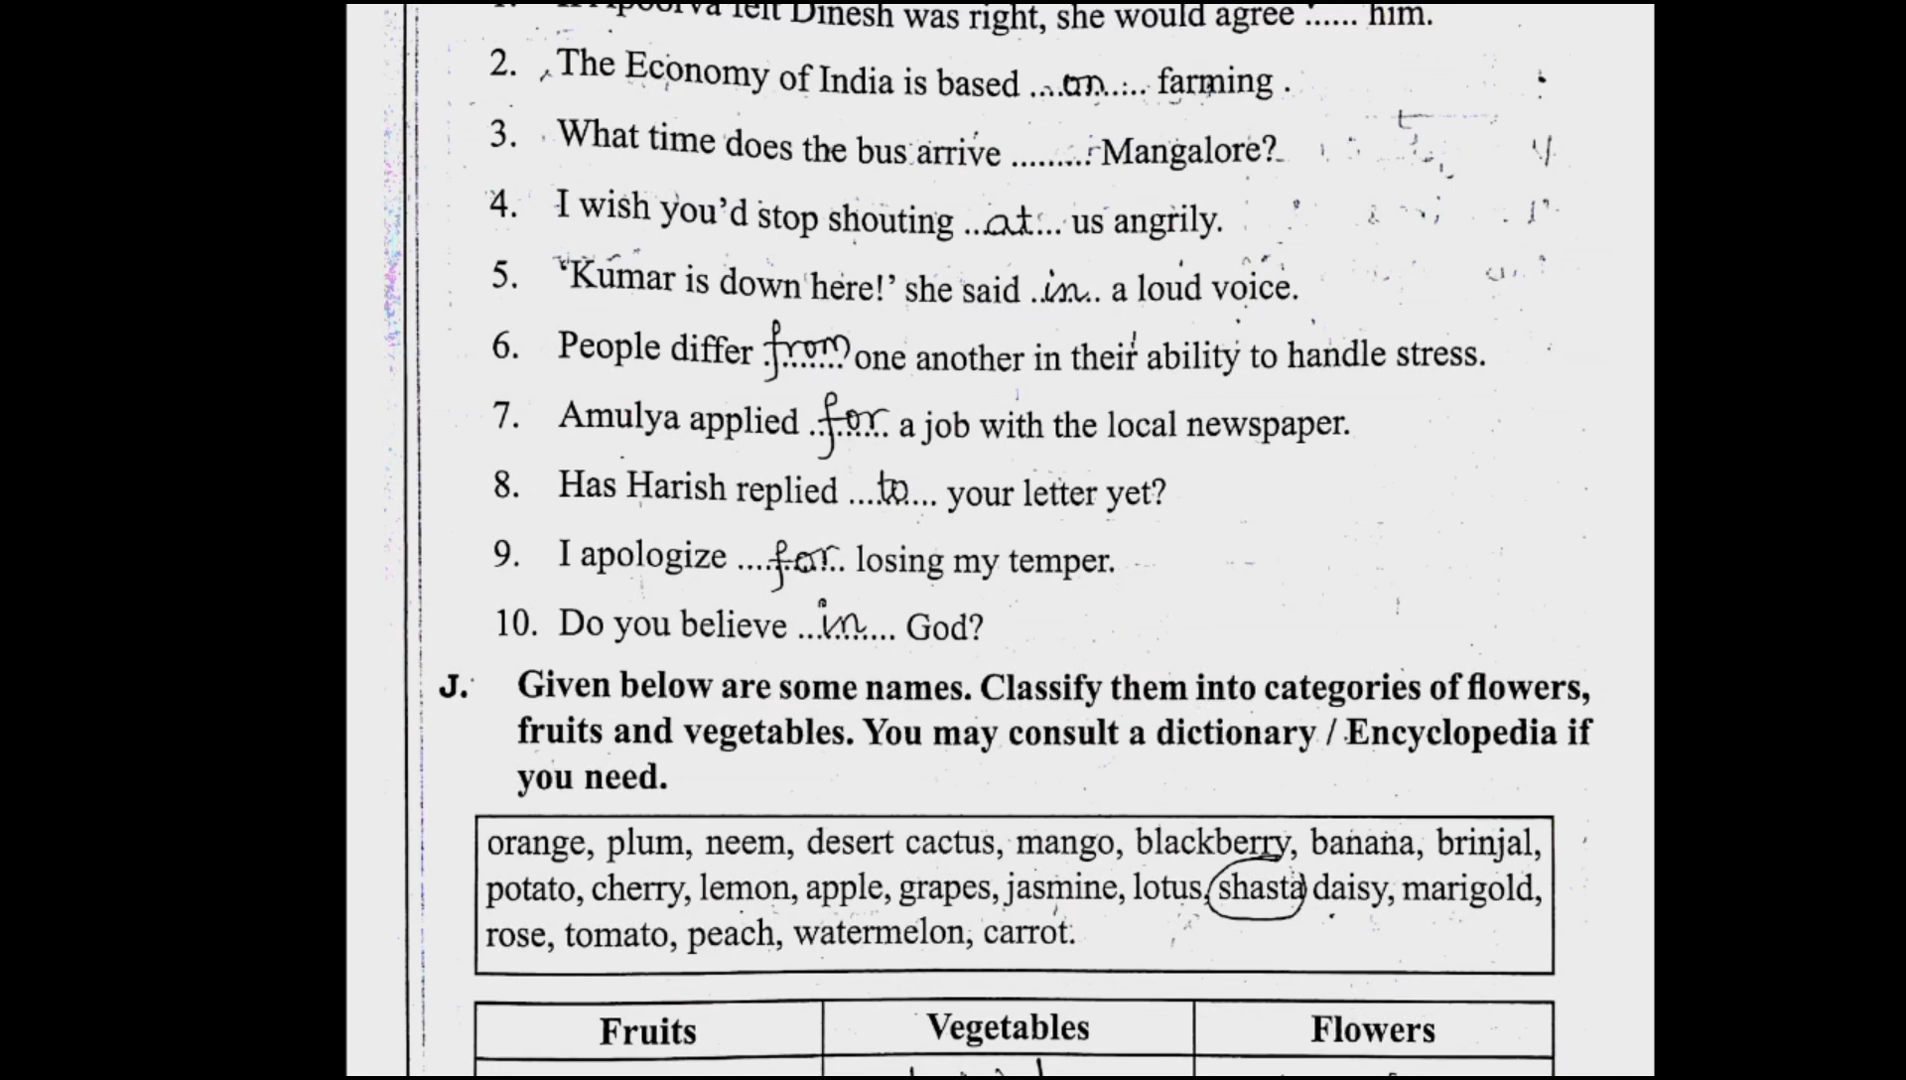 felt Dinesh was right, she would agree ...... him.
2. The Economy of India is based ....on..... farming .
3. What time does the bus arrive ......... Mangalore?
4. I wish you'd stop shouting ...at... us angrily.
5. 'Kumar is down here!' she said ..in.. a loud voice.
6. People differ .from....... one another in their ability to handle stress.
7. Amulya applied ..for.... a job with the local newspaper.
8. Has Harish replied ....to... your letter yet?
9. I apologize ....for.. losing my temper.
10. Do you believe ...in..... God?
J. Given below are some names. Classify them into categories of flowers,
fruits and vegetables. You may consult a dictionary / Encyclopedia if
you need.
orange, plum, neem, desert cactus, mango, blackberry, banana, brinjal,
potato, cherry, lemon, apple, grapes, jasmine, lotus, shasta daisy, marigold,
rose, tomato, peach, watermelon, carrot.
Fruits Vegetables Flowers